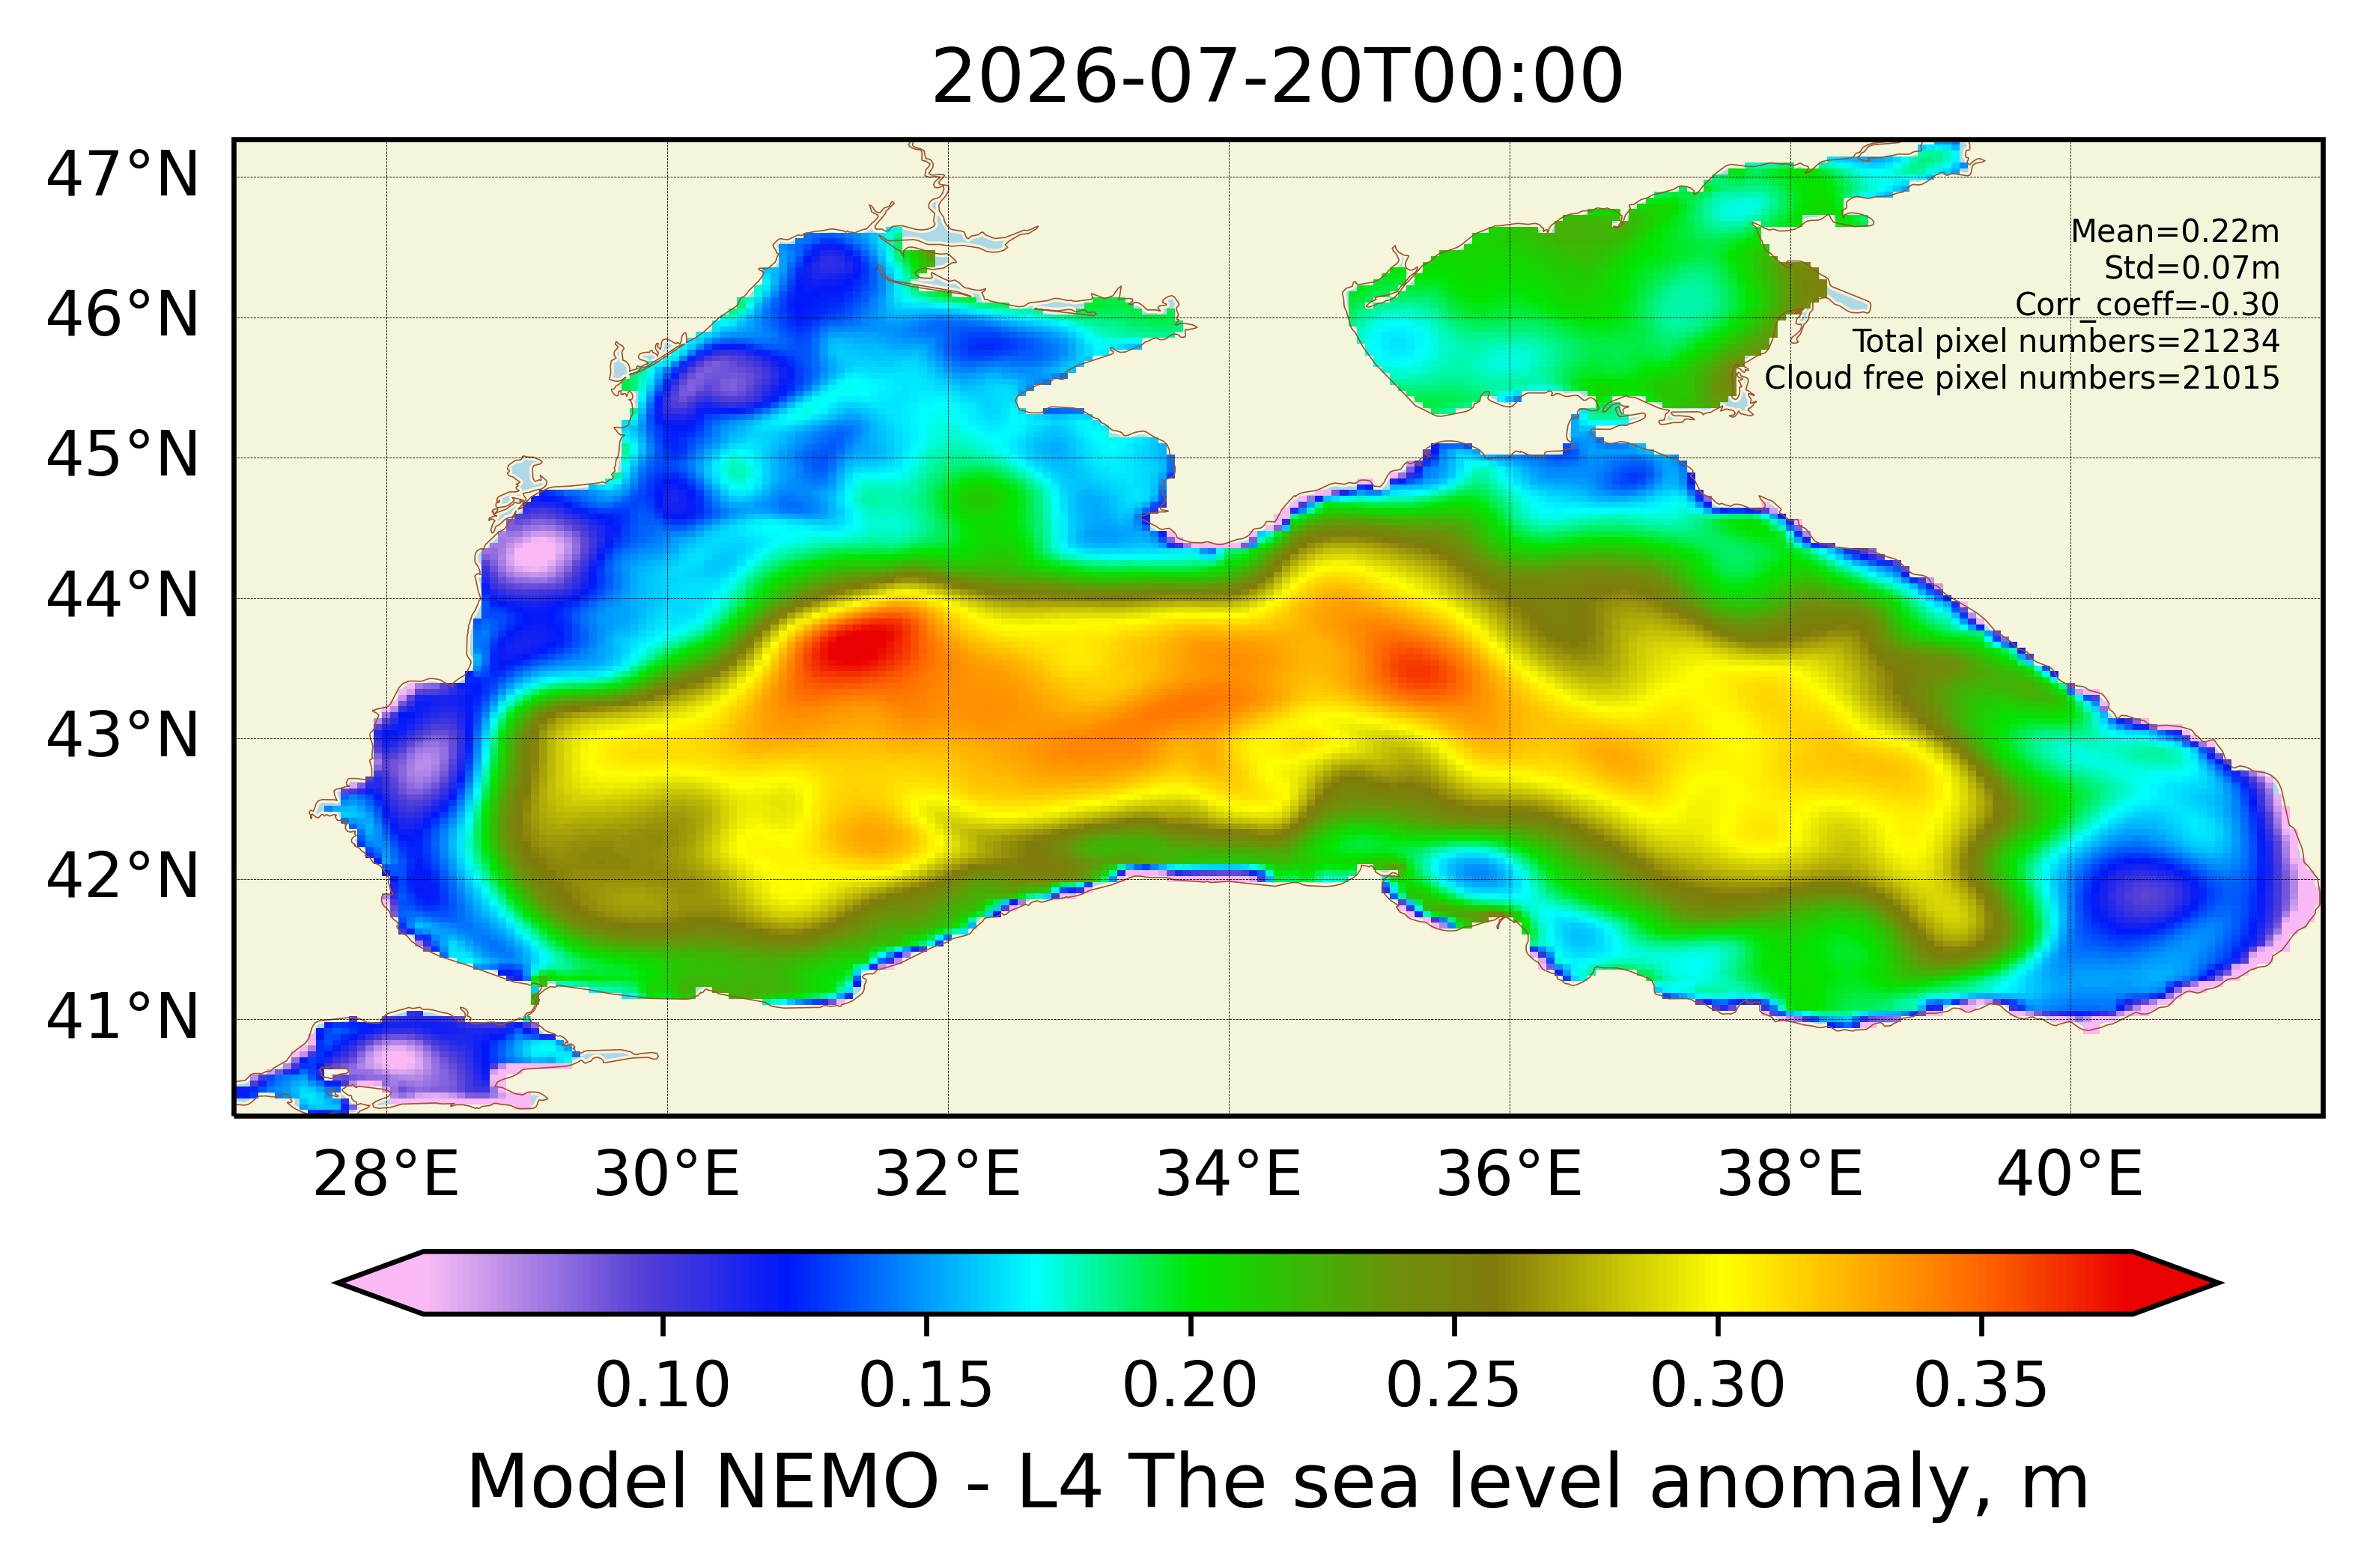 2026-07-20T00:00
47°N
46°N
45°N
44°N
43°N
42°N
41°N
Mean=0.22m
Std=0.07m
Corr_coeff=-0.30
Total pixel numbers=21234
Cloud free pixel numbers=21015
28°E 30°E 32°E 34°E 36°E 38°E 40°E
0.10 0.15 0.20 0.25 0.30 0.35
Model NEMO - L4 The sea level anomaly, m